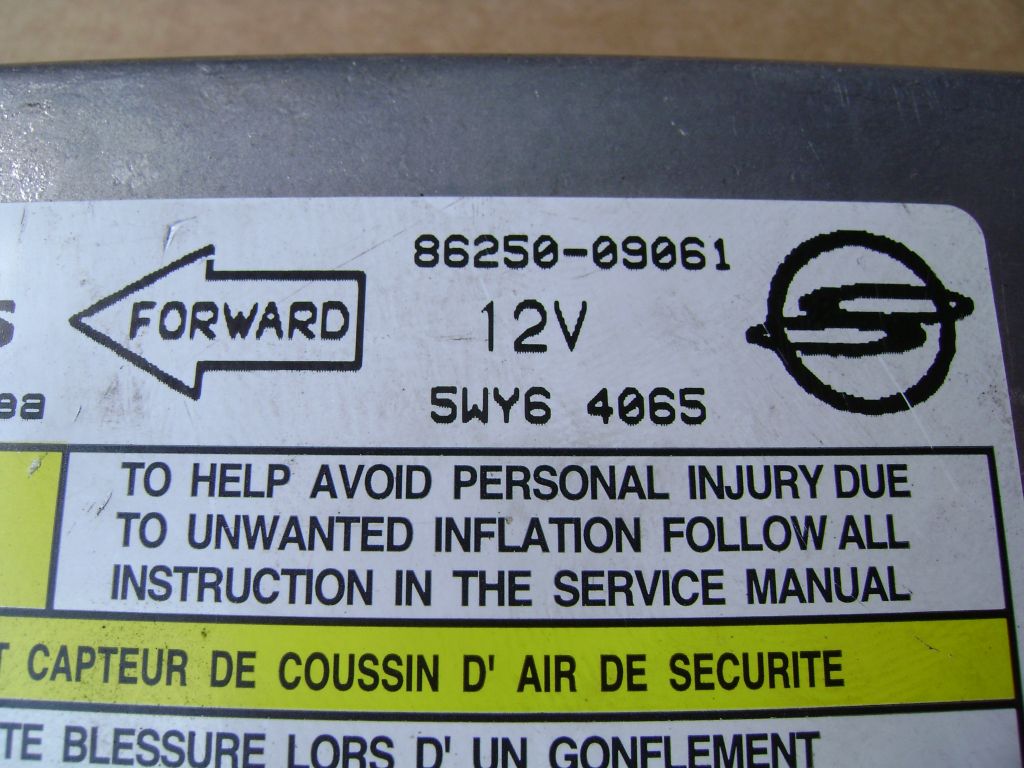 86250-09061
FORWARD
12V
5WY6 4065
TO HELP AVOID PERSONAL INJURY DUE
TO UNWANTED INFLATION FOLLOW ALL
INSTRUCTION IN THE SERVICE MANUAL
CAPTEUR DE COUSSIN D' AIR DE SECURITE
BLESSURE LORS D' UN GONFLEMENT